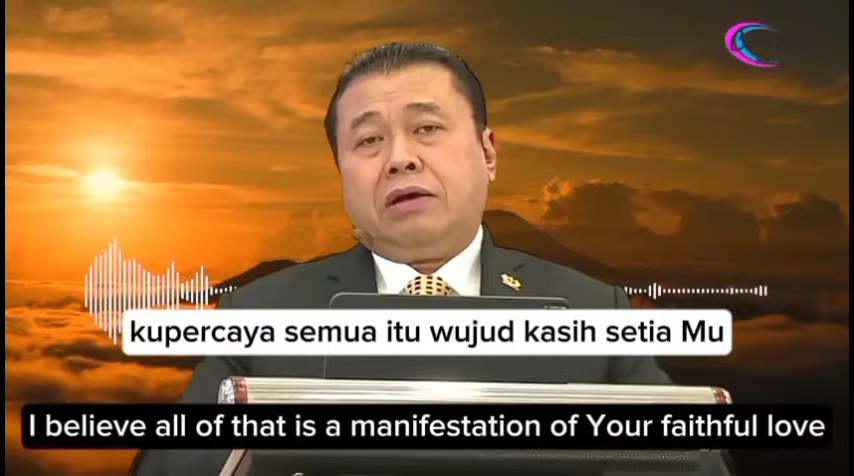 kupercaya semua itu wujud kasih setia Mu
I believe all of that is a manifestation of Your faithful love